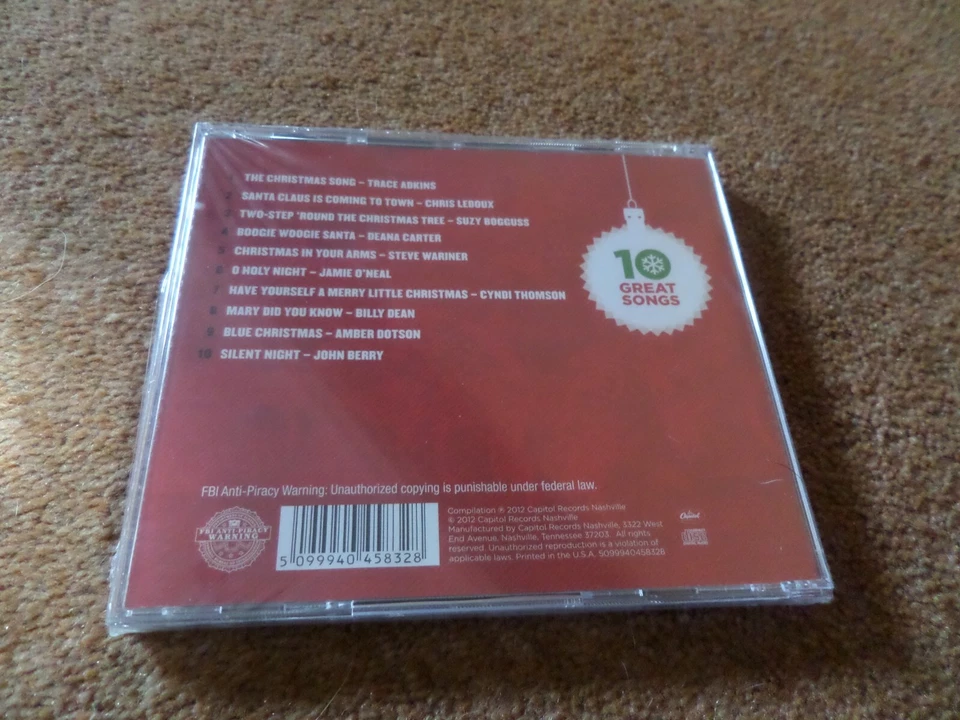 THE CHRISTMAS SONG – TRACE ADKINS
2 SANTA CLAUS IS COMING TO TOWN – CHRIS LEDOUX
3 TWO-STEP 'ROUND THE CHRISTMAS TREE – SUZY BOGGUSS
4 BOOGIE WOOGIE SANTA – DEANA CARTER
5 CHRISTMAS IN YOUR ARMS – STEVE WARINER
6 O HOLY NIGHT – JAMIE O'NEAL
7 HAVE YOURSELF A MERRY LITTLE CHRISTMAS – CYNDI THOMSON
8 MARY DID YOU KNOW – BILLY DEAN
9 BLUE CHRISTMAS – AMBER DOTSON
10 SILENT NIGHT – JOHN BERRY
10
GREAT
SONGS
FBI Anti-Piracy Warning: Unauthorized copying is punishable under federal law.
FBI ANTI-PIRACY
WARNING
5 099940 458328
Compilation ℗ 2012 Capitol Records Nashville
© 2012 Capitol Records Nashville
Manufactured by Capitol Records Nashville, 3322 West
End Avenue, Nashville, Tennessee 37203. All rights
reserved. Unauthorized reproduction is a violation of
applicable laws. Printed in the U.S.A. 5099940458328
Capitol